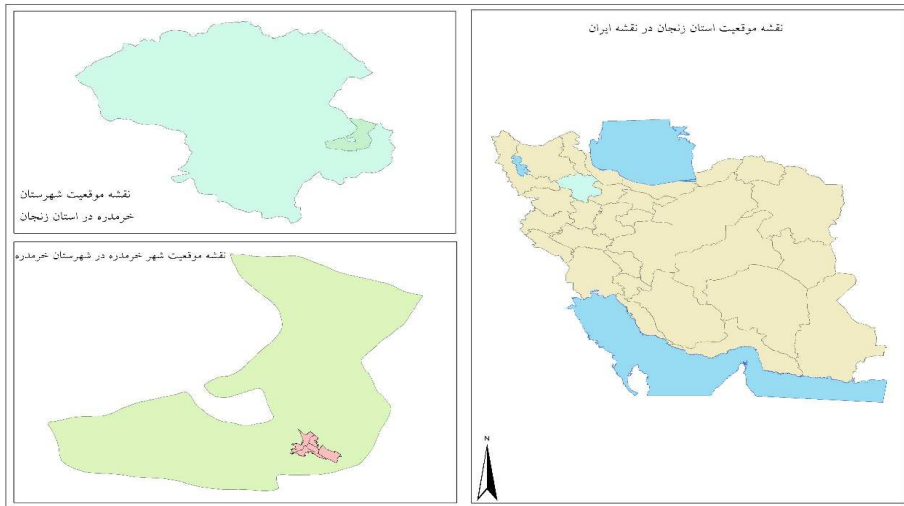 نقشه موقعیت استان زنجان در نقشه ایران
نقشه موقعیت شهرستان
خرمدره در استان زنجان
نقشه موقعیت شهر خرمدره در شهرستان خرمدره
N